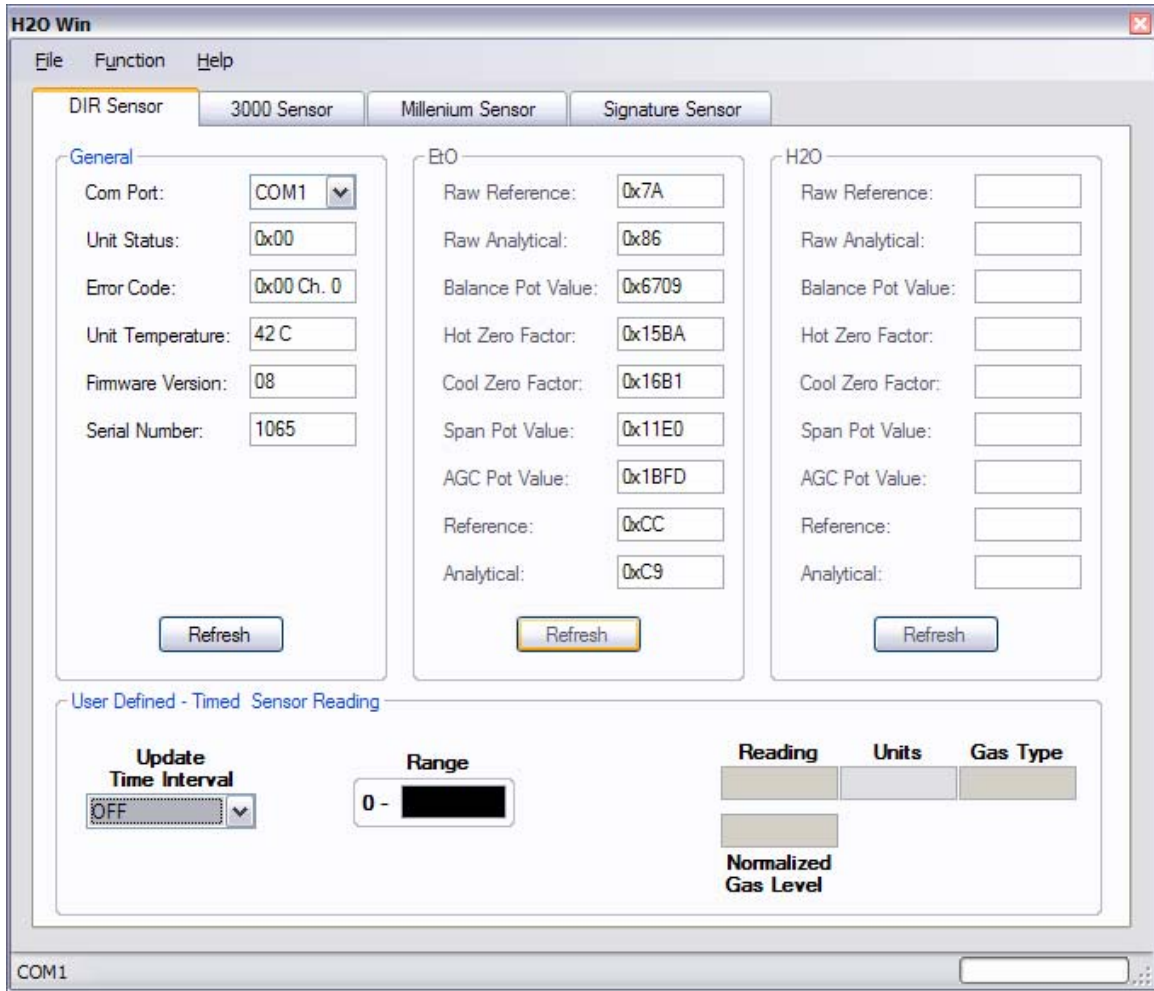 H2O Win
File Function Help
DIR Sensor 3000 Sensor Millenium Sensor Signature Sensor
General
Com Port: COM1
Unit Status: 0x00
Error Code: 0x00 Ch. 0
Unit Temperature: 42 C
Firmware Version: 08
Serial Number: 1065
Refresh
EtO
Raw Reference: 0x7A
Raw Analytical: 0x86
Balance Pot Value: 0x6709
Hot Zero Factor: 0x15BA
Cool Zero Factor: 0x16B1
Span Pot Value: 0x11E0
AGC Pot Value: 0x1BFD
Reference: 0xCC
Analytical: 0xC9
Refresh
H2O
Raw Reference:
Raw Analytical:
Balance Pot Value:
Hot Zero Factor:
Cool Zero Factor:
Span Pot Value:
AGC Pot Value:
Reference:
Analytical:
Refresh
User Defined - Timed Sensor Reading
Update
Time Interval
OFF
Range
0 -
Reading Units Gas Type
Normalized
Gas Level
COM1